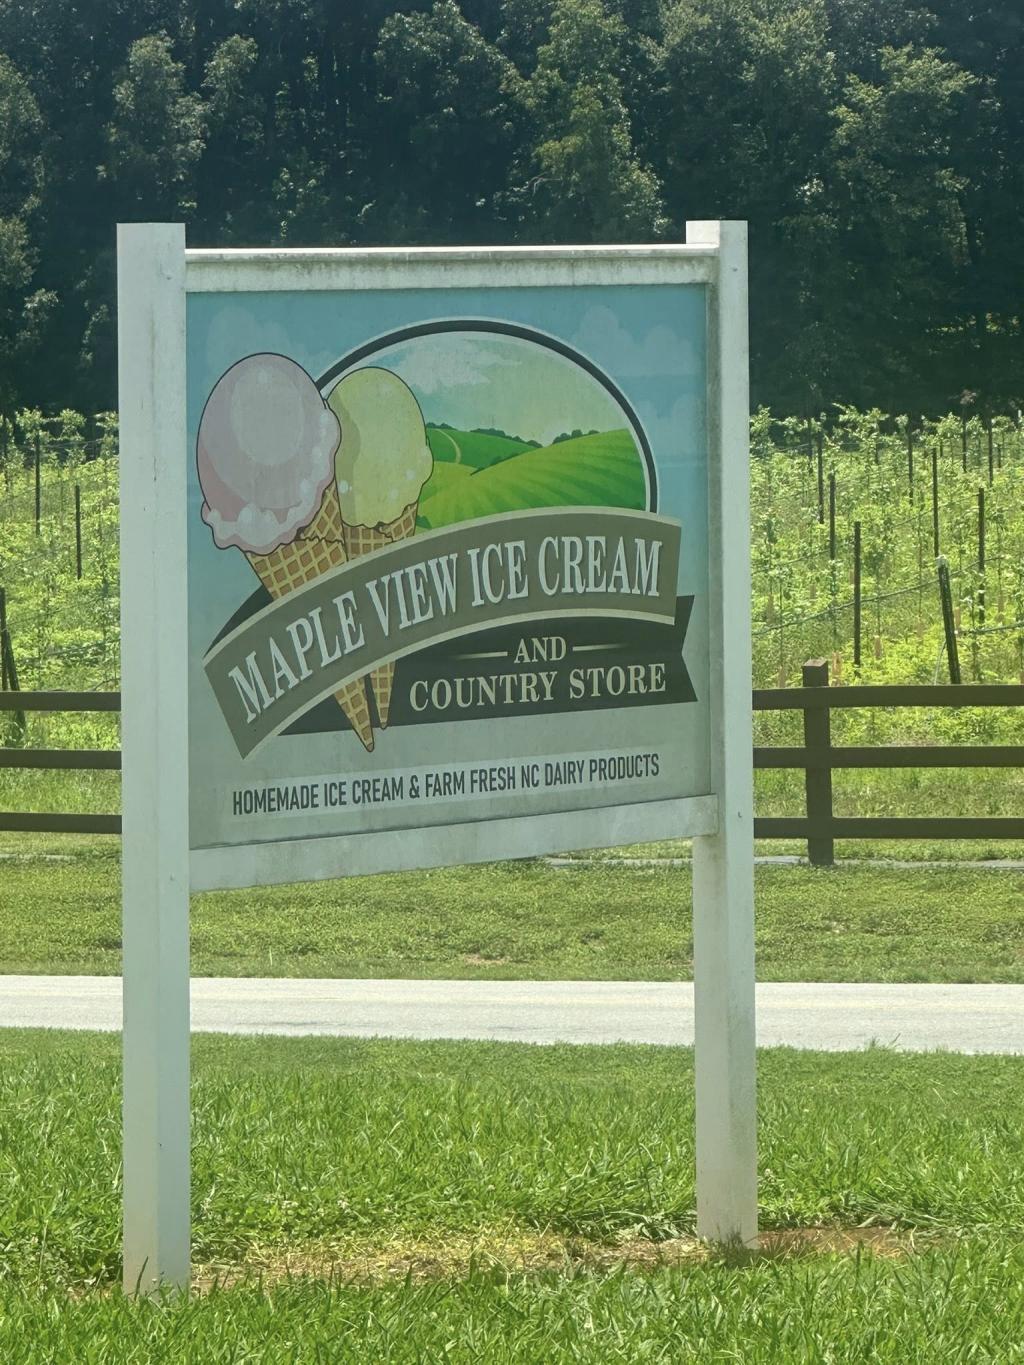 MAPLE VIEW ICE CREAM
AND
COUNTRY STORE
HOMEMADE ICE CREAM & FARM FRESH NC DAIRY PRODUCTS